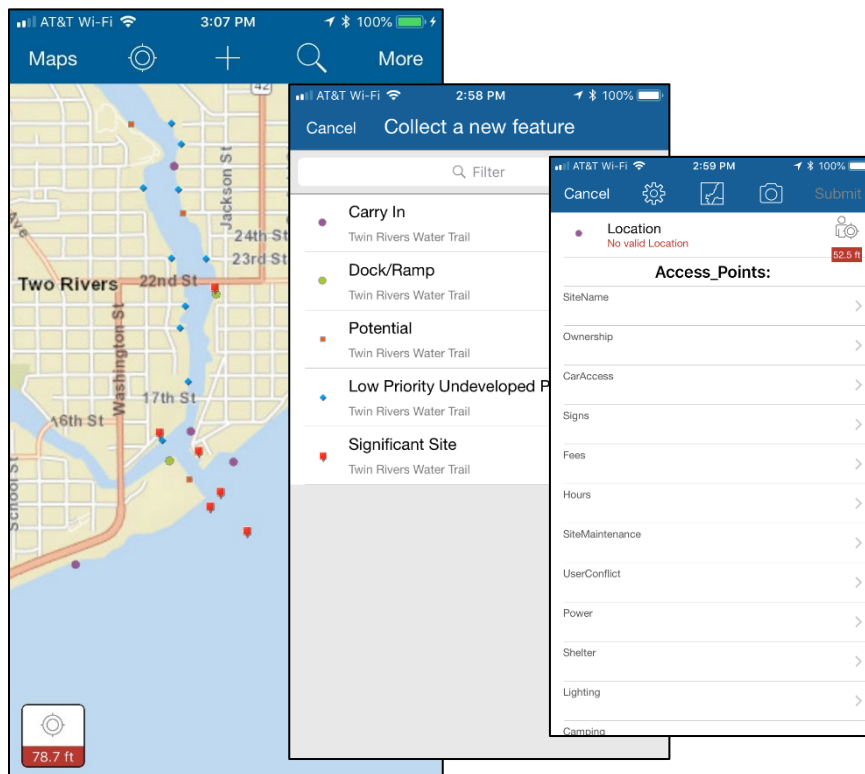 AT&T Wi-Fi 3:07 PM 100%
Maps More
42
Jackson St
Ave
24th St
23rd St
Two Rivers 22nd St
Washington St
17th St
16th St
School St
78.7 ft
AT&T Wi-Fi 2:58 PM 100%
Cancel Collect a new feature
Filter
Carry In
Twin Rivers Water Trail
Dock/Ramp
Twin Rivers Water Trail
Potential
Twin Rivers Water Trail
Low Priority Undeveloped P
Twin Rivers Water Trail
Significant Site
Twin Rivers Water Trail
AT&T Wi-Fi 2:59 PM 100%
Cancel Submit
Location
No valid Location
52.5 ft
Access_Points:
SiteName
Ownership
CarAccess
Signs
Fees
Hours
SiteMaintenance
UserConflict
Power
Shelter
Lighting
Camping